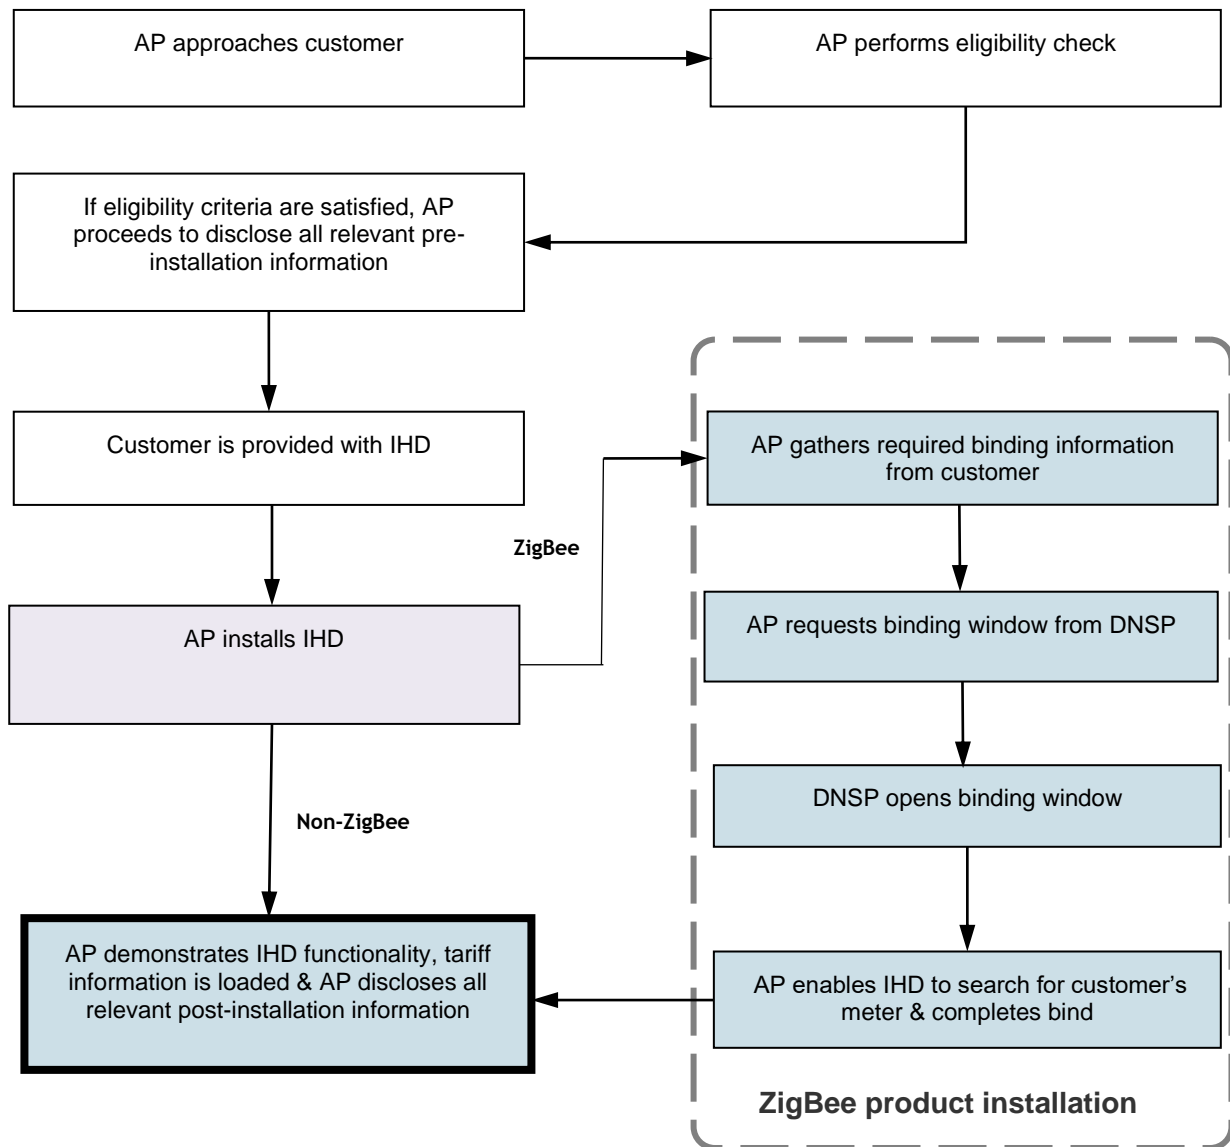 AP approaches customer
AP performs eligibility check
If eligibility criteria are satisfied, AP
proceeds to disclose all relevant pre-
installation information
Customer is provided with IHD
AP gathers required binding information
from customer
ZigBee
AP installs IHD
AP requests binding window from DNSP
DNSP opens binding window
Non-ZigBee
AP demonstrates IHD functionality, tariff
information is loaded & AP discloses all
relevant post-installation information
AP enables IHD to search for customer’s
meter & completes bind
ZigBee product installation